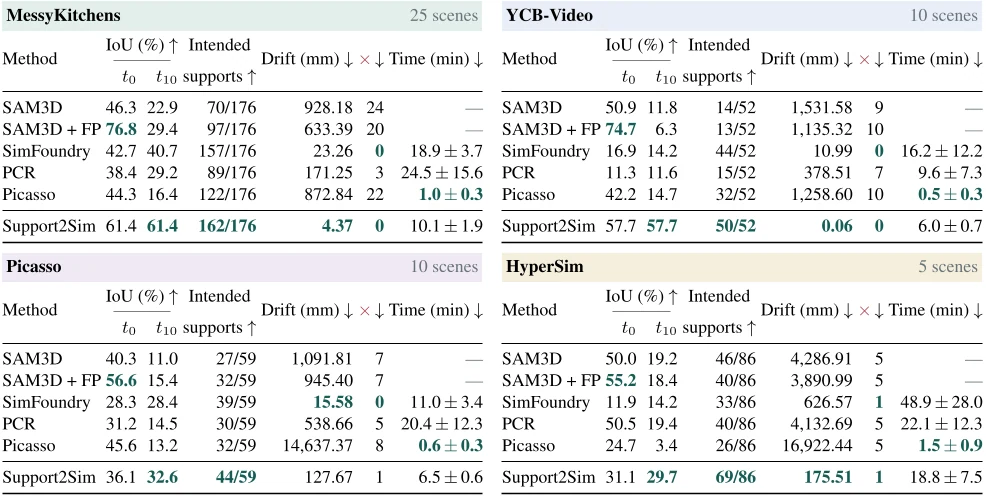 MessyKitchens 25 scenes
Method IoU (%) ↑ Intended supports ↑ Drift (mm) ↓ × ↓ Time (min) ↓
t0 t10
SAM3D 46.3 22.9 70/176 928.18 24 —
SAM3D + FP 76.8 29.4 97/176 633.39 20 —
SimFoundry 42.7 40.7 157/176 23.26 0 18.9 ± 3.7
PCR 38.4 29.2 89/176 171.25 3 24.5 ± 15.6
Picasso 44.3 16.4 122/176 872.84 22 1.0 ± 0.3
Support2Sim 61.4 61.4 162/176 4.37 0 10.1 ± 1.9
YCB-Video 10 scenes
Method IoU (%) ↑ Intended supports ↑ Drift (mm) ↓ × ↓ Time (min) ↓
t0 t10
SAM3D 50.9 11.8 14/52 1,531.58 9 —
SAM3D + FP 74.7 6.3 13/52 1,135.32 10 —
SimFoundry 16.9 14.2 44/52 10.99 0 16.2 ± 12.2
PCR 11.3 11.6 15/52 378.51 7 9.6 ± 7.3
Picasso 42.2 14.7 32/52 1,258.60 10 0.5 ± 0.3
Support2Sim 57.7 57.7 50/52 0.06 0 6.0 ± 0.7
Picasso 10 scenes
Method IoU (%) ↑ Intended supports ↑ Drift (mm) ↓ × ↓ Time (min) ↓
t0 t10
SAM3D 40.3 11.0 27/59 1,091.81 7 —
SAM3D + FP 56.6 15.4 32/59 945.40 7 —
SimFoundry 28.3 28.4 39/59 15.58 0 11.0 ± 3.4
PCR 31.2 14.5 30/59 538.66 5 20.4 ± 12.3
Picasso 45.6 13.2 32/59 14,637.37 8 0.6 ± 0.3
Support2Sim 36.1 32.6 44/59 127.67 1 6.5 ± 0.6
HyperSim 5 scenes
Method IoU (%) ↑ Intended supports ↑ Drift (mm) ↓ × ↓ Time (min) ↓
t0 t10
SAM3D 50.0 19.2 46/86 4,286.91 5 —
SAM3D + FP 55.2 18.4 40/86 3,890.99 5 —
SimFoundry 11.9 14.2 33/86 626.57 1 48.9 ± 28.0
PCR 50.5 19.4 40/86 4,132.69 5 22.1 ± 12.3
Picasso 24.7 3.4 26/86 16,922.44 5 1.5 ± 0.9
Support2Sim 31.1 29.7 69/86 175.51 1 18.8 ± 7.5